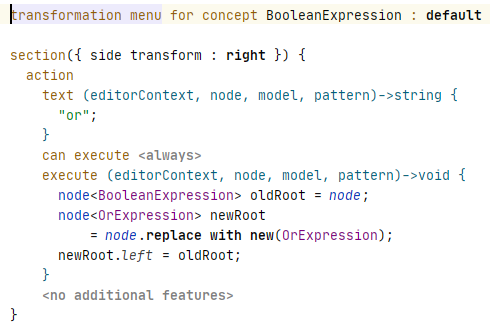 transformation menu for concept BooleanExpression : default
section({ side transform : right }) {
action
text (editorContext, node, model, pattern)->string {
"or";
}
can execute <always>
execute (editorContext, node, model, pattern)->void {
node<BooleanExpression> oldRoot = node;
node<OrExpression> newRoot
= node.replace with new(OrExpression);
newRoot.left = oldRoot;
}
<no additional features>
}